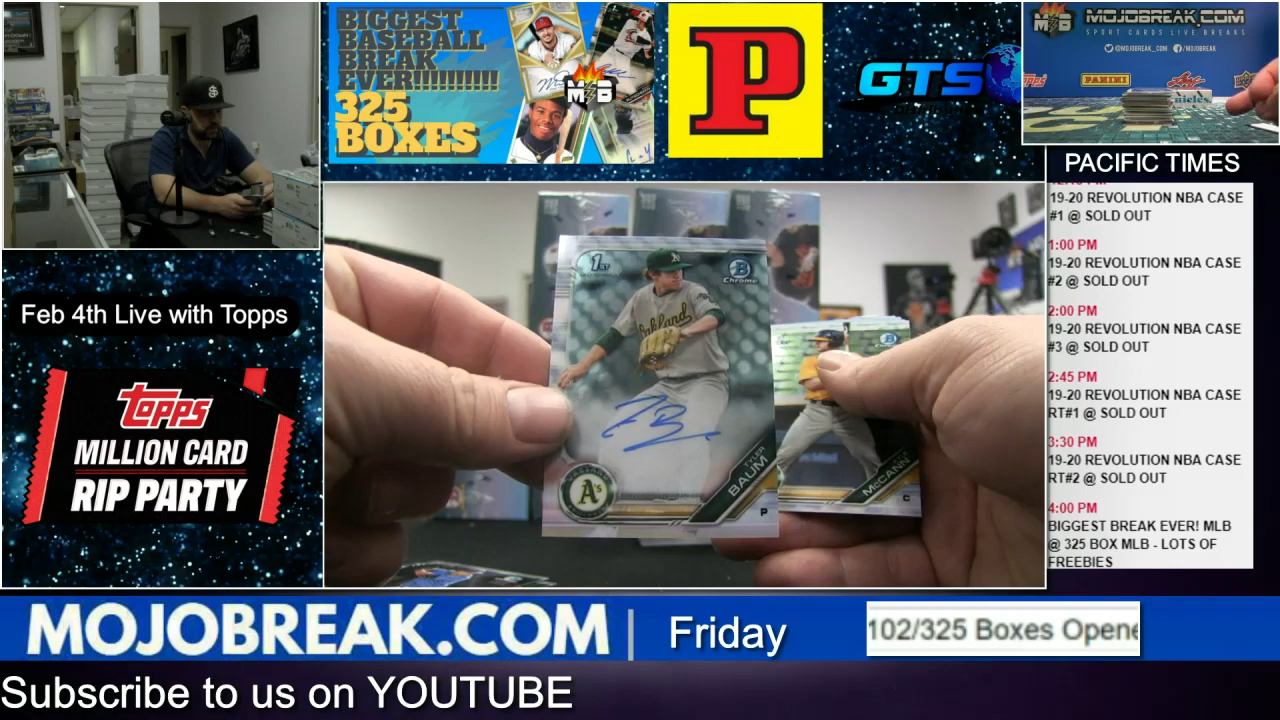 BIGGEST
BASEBALL
BREAK
EVER!!!!!!!!!!
325
BOXES
M B
P
GTS
MB MOJOBREAK.COM
SPORT CARDS LIVE BREAKS
@MOJOBREAK_COM /MOJOBREAK
PANINI
Leaf
PACIFIC TIMES
19-20 REVOLUTION NBA CASE
#1 @ SOLD OUT
1:00 PM
19-20 REVOLUTION NBA CASE
#2 @ SOLD OUT
2:00 PM
19-20 REVOLUTION NBA CASE
#3 @ SOLD OUT
2:45 PM
19-20 REVOLUTION NBA CASE
RT#1 @ SOLD OUT
3:30 PM
19-20 REVOLUTION NBA CASE
RT#2 @ SOLD OUT
4:00 PM
BIGGEST BREAK EVER! MLB
@ 325 BOX MLB - LOTS OF
FREEBIES
Feb 4th Live with Topps
topps
MILLION CARD
RIP PARTY
1ST
B
Chrome
Oakland
A's
TYLER
BAUM
P
McCANN
C
MOJOBREAK.COM | Friday
102/325 Boxes Opene
Subscribe to us on YOUTUBE